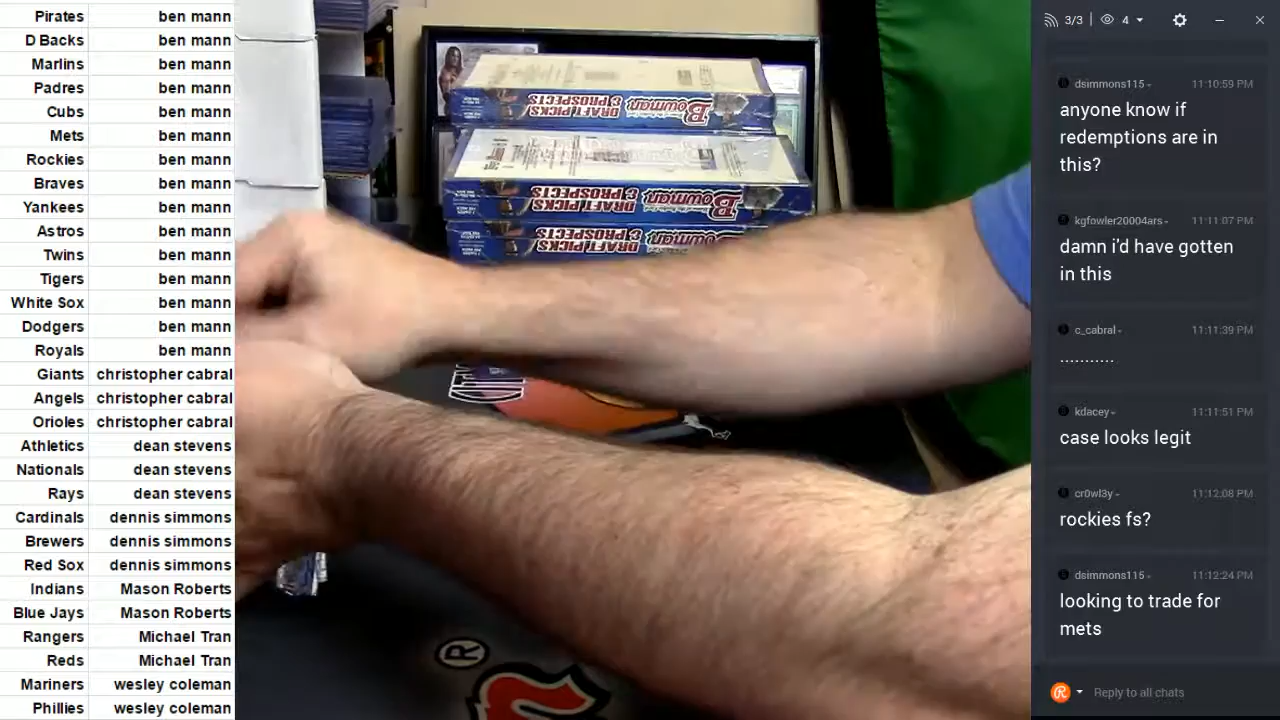 Pirates ben mann
D Backs ben mann
Marlins ben mann
Padres ben mann
Cubs ben mann
Mets ben mann
Rockies ben mann
Braves ben mann
Yankees ben mann
Astros ben mann
Twins ben mann
Tigers ben mann
White Sox ben mann
Dodgers ben mann
Royals ben mann
Giants christopher cabral
Angels christopher cabral
Orioles christopher cabral
Athletics dean stevens
Nationals dean stevens
Rays dean stevens
Cardinals dennis simmons
Brewers dennis simmons
Red Sox dennis simmons
Indians Mason Roberts
Blue Jays Mason Roberts
Rangers Michael Tran
Reds Michael Tran
Mariners wesley coleman
Phillies wesley coleman
Bowman
DRAFT PICKS
& PROSPECTS
Bowman
DRAFT PICKS
& PROSPECTS
Bowman
DRAFT PICKS
& PROSPECTS
®
3/3 4
dsimmons115 11:10:59 PM
anyone know if
redemptions are in
this?
kgfowler20004ars 11:11:07 PM
damn i'd have gotten
in this
c_cabral 11:11:39 PM
...........
kdacey 11:11:51 PM
case looks legit
cr0wl3y 11:12:08 PM
rockies fs?
dsimmons115 11:12:24 PM
looking to trade for
mets
Reply to all chats